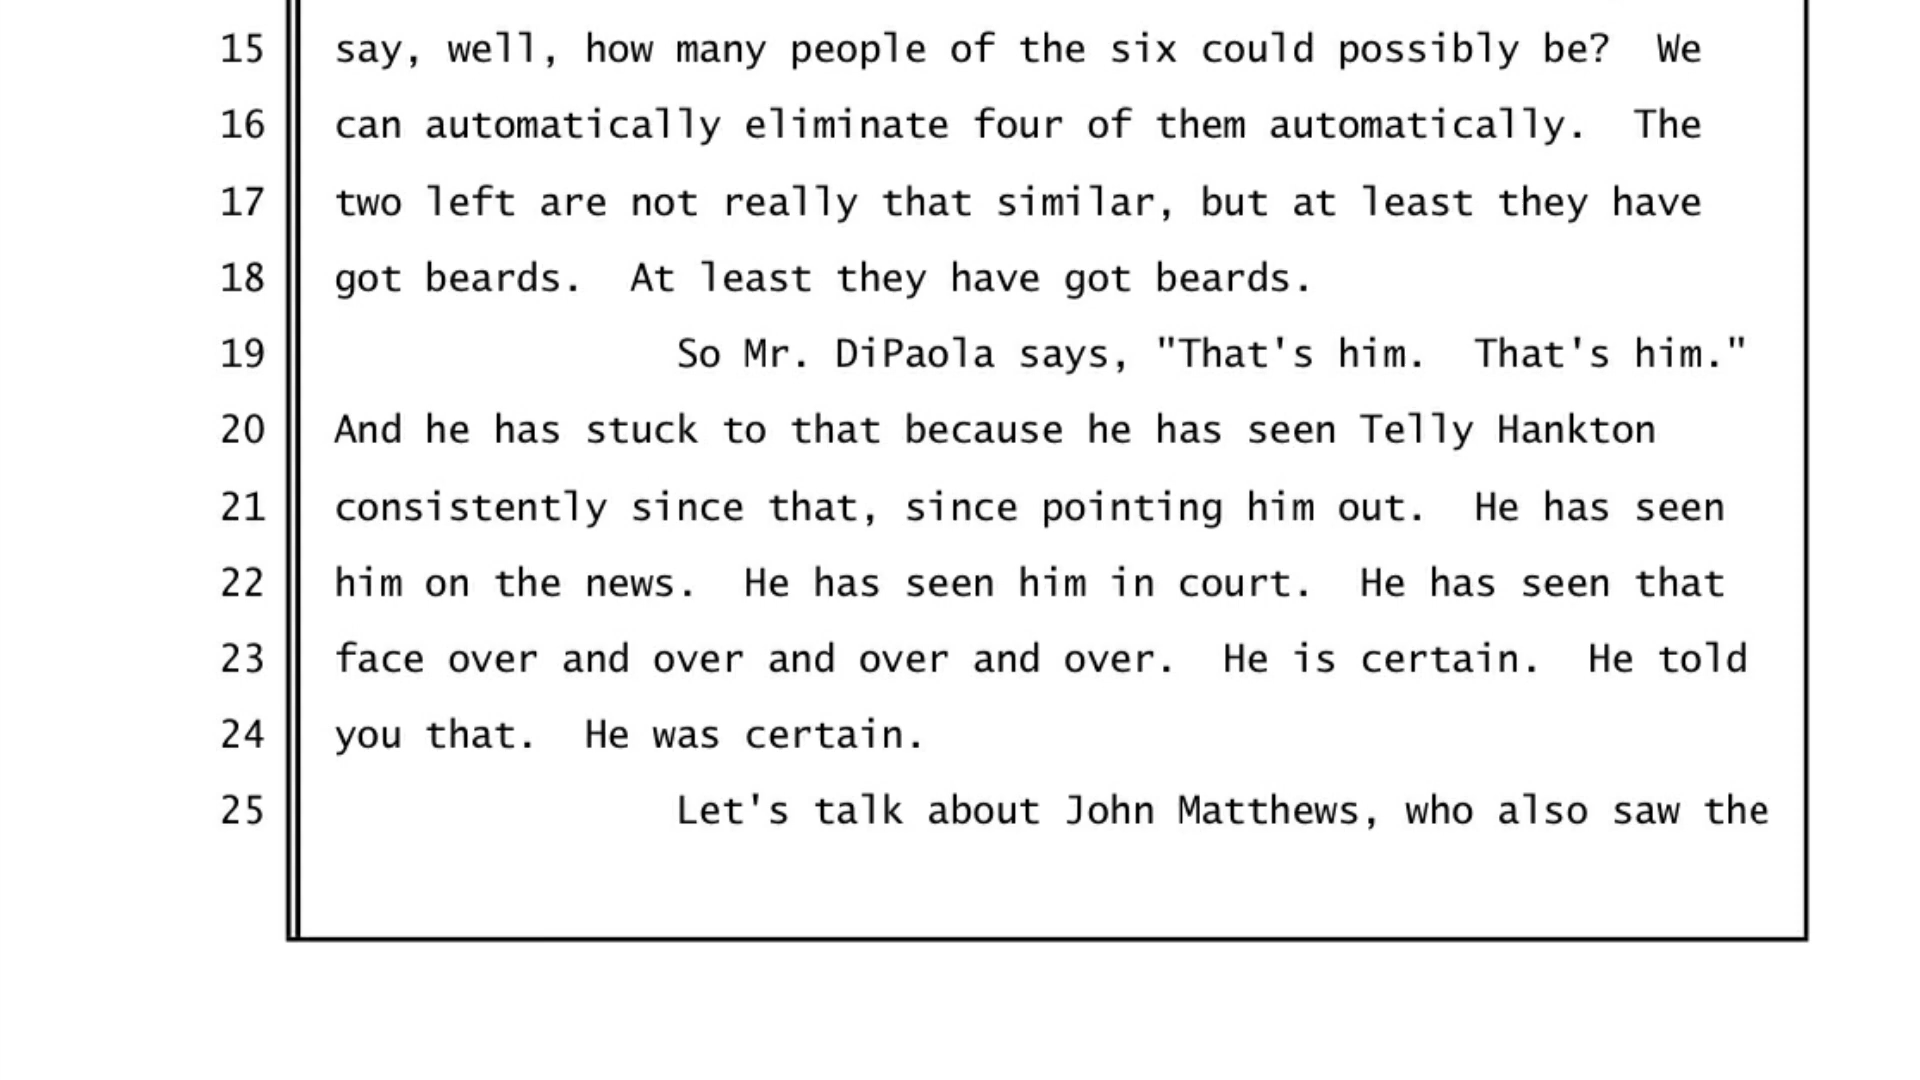 15 say, well, how many people of the six could possibly be?  We
16 can automatically eliminate four of them automatically.  The
17 two left are not really that similar, but at least they have
18 got beards.  At least they have got beards.
19 So Mr. DiPaola says, "That's him.  That's him."
20 And he has stuck to that because he has seen Telly Hankton
21 consistently since that, since pointing him out.  He has seen
22 him on the news.  He has seen him in court.  He has seen that
23 face over and over and over and over.  He is certain.  He told
24 you that.  He was certain.
25 Let's talk about John Matthews, who also saw the